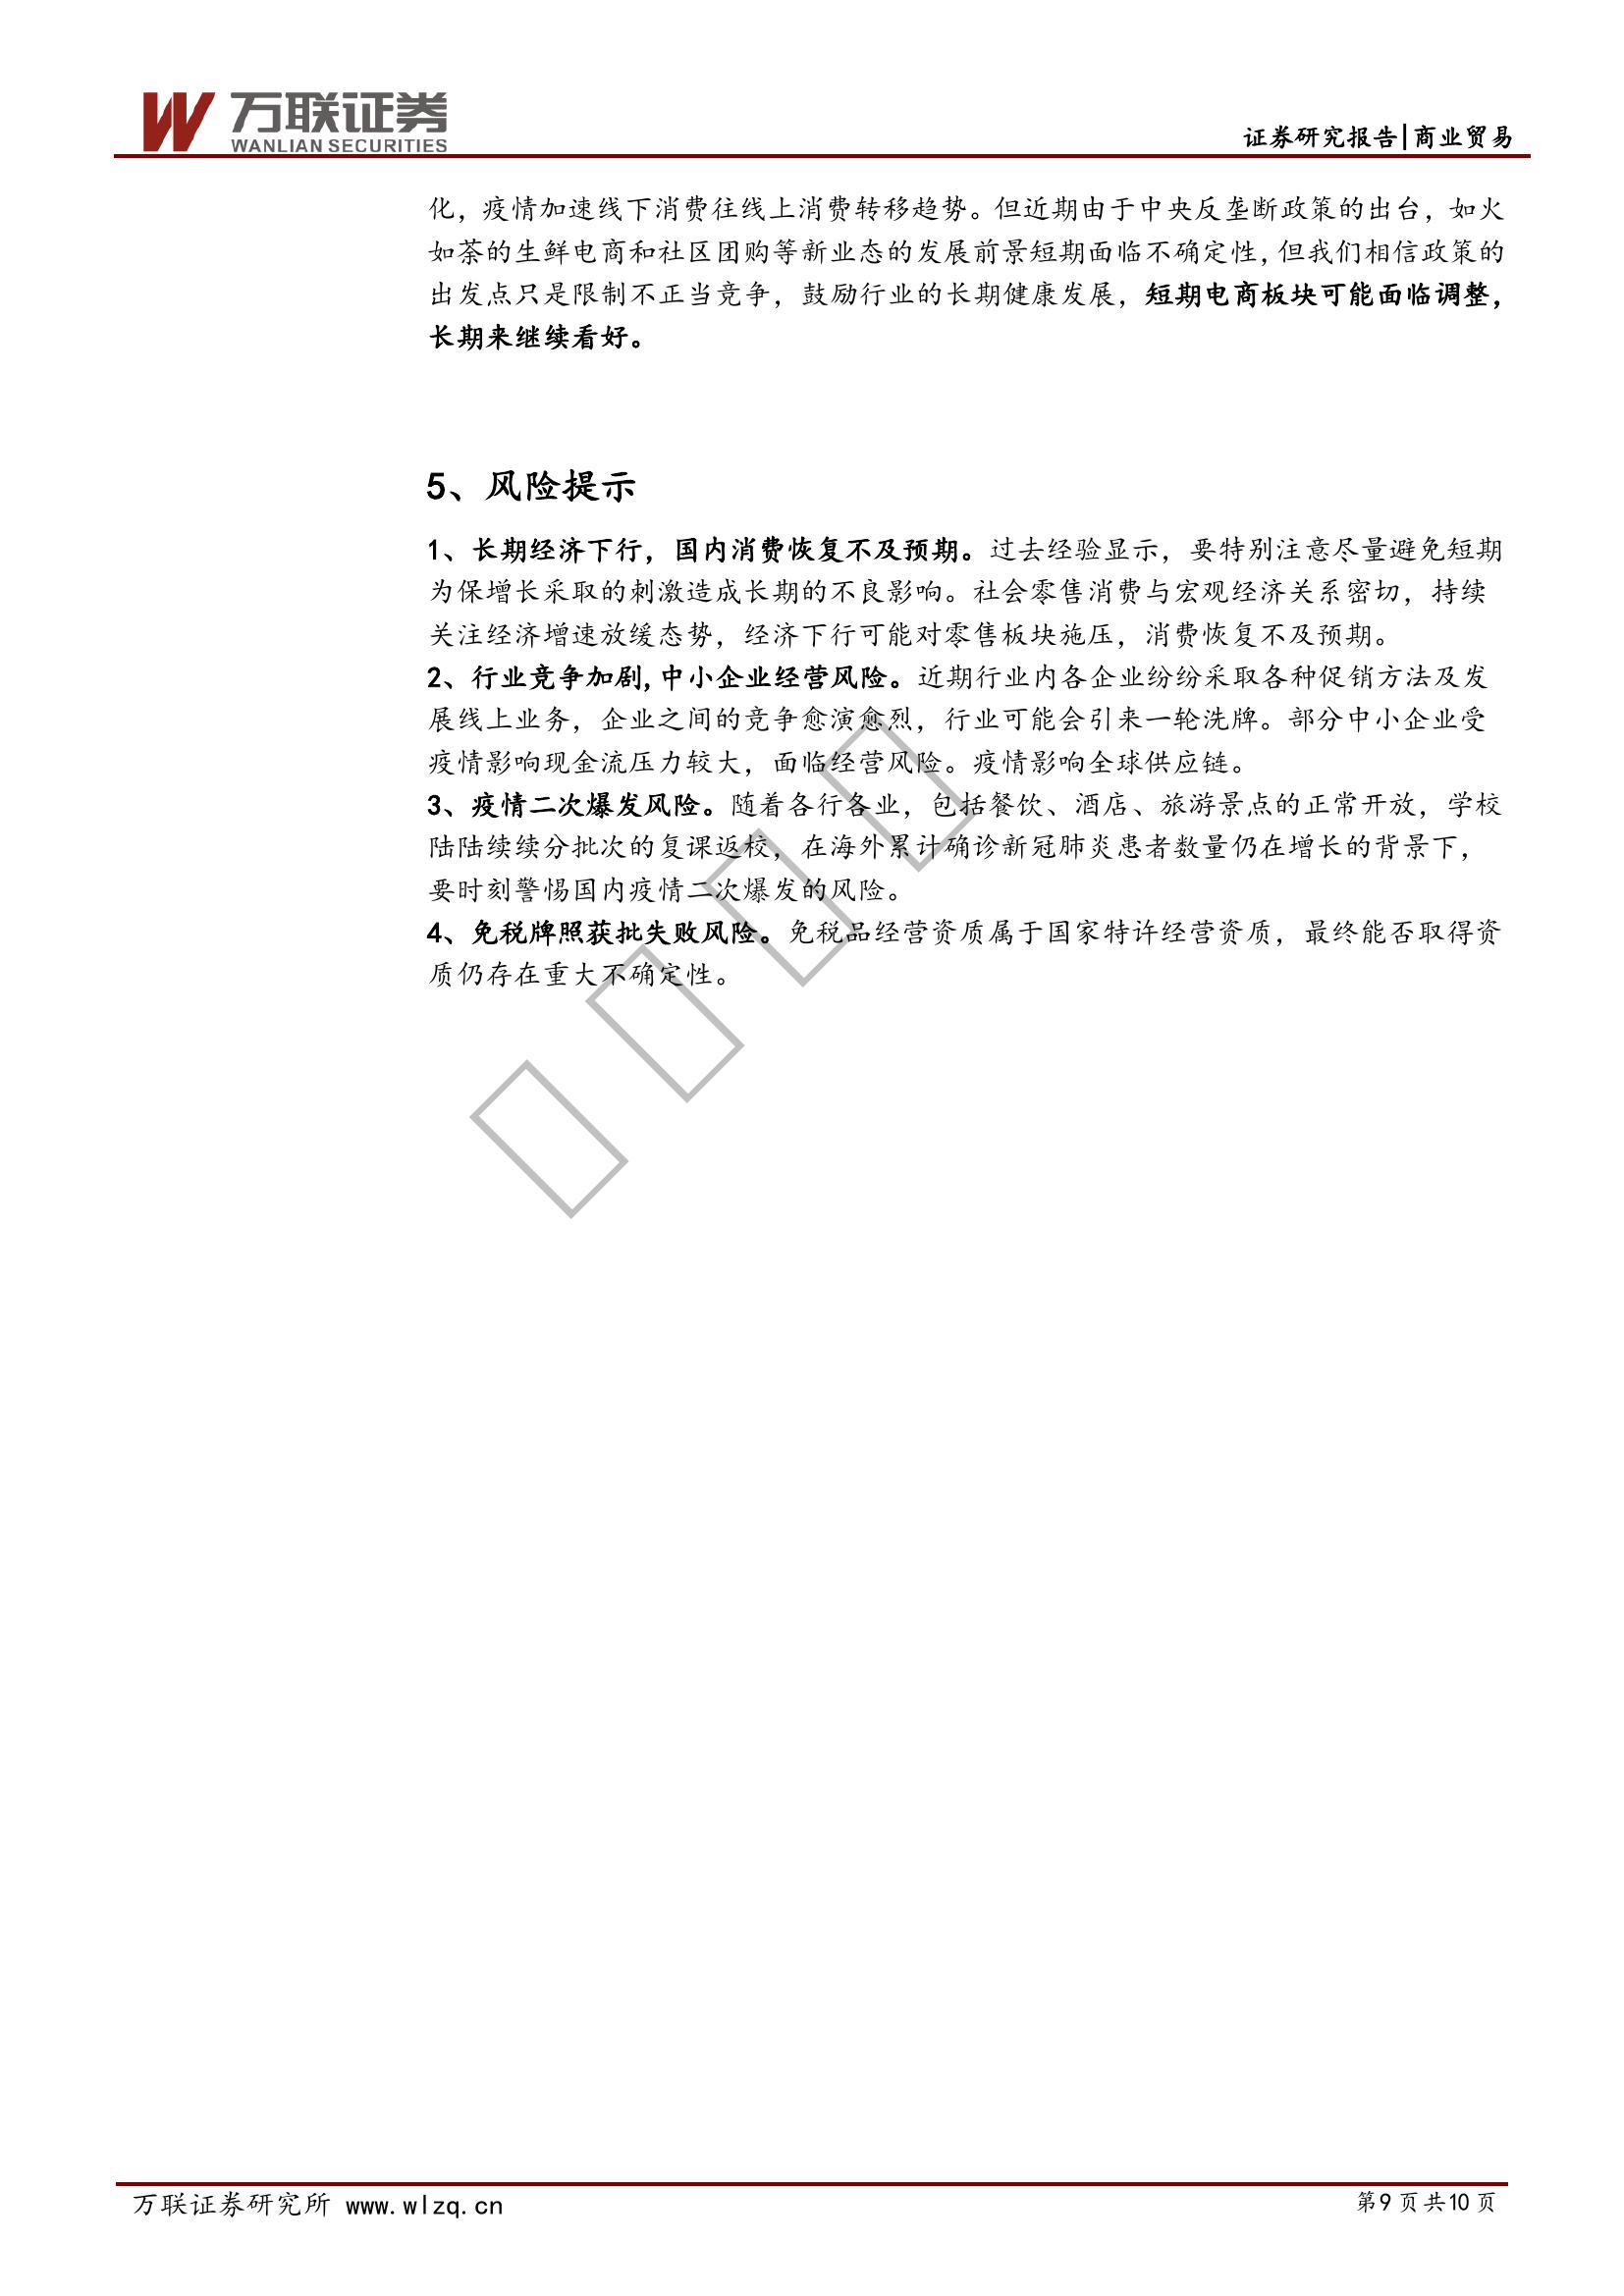 万联证券
WANLIAN SECURITIES
证券研究报告|商业贸易
化，疫情加速线下消费往线上消费转移趋势。但近期由于中央反垄断政策的出台，如火
如荼的生鲜电商和社区团购等新业态的发展前景短期面临不确定性，但我们相信政策的
出发点只是限制不正当竞争，鼓励行业的长期健康发展，短期电商板块可能面临调整，
长期来继续看好。
5、风险提示
1、长期经济下行，国内消费恢复不及预期。过去经验显示，要特别注意尽量避免短期
为保增长采取的刺激造成长期的不良影响。社会零售消费与宏观经济关系密切，持续
关注经济增速放缓态势，经济下行可能对零售板块施压，消费恢复不及预期。
2、行业竞争加剧,中小企业经营风险。近期行业内各企业纷纷采取各种促销方法及发
展线上业务，企业之间的竞争愈演愈烈，行业可能会引来一轮洗牌。部分中小企业受
疫情影响现金流压力较大，面临经营风险。疫情影响全球供应链。
3、疫情二次爆发风险。随着各行各业，包括餐饮、酒店、旅游景点的正常开放，学校
陆陆续续分批次的复课返校，在海外累计确诊新冠肺炎患者数量仍在增长的背景下，
要时刻警惕国内疫情二次爆发的风险。
4、免税牌照获批失败风险。免税品经营资质属于国家特许经营资质，最终能否取得资
质仍存在重大不确定性。
万联证券研究所 www.wlzq.cn
第9页共10页